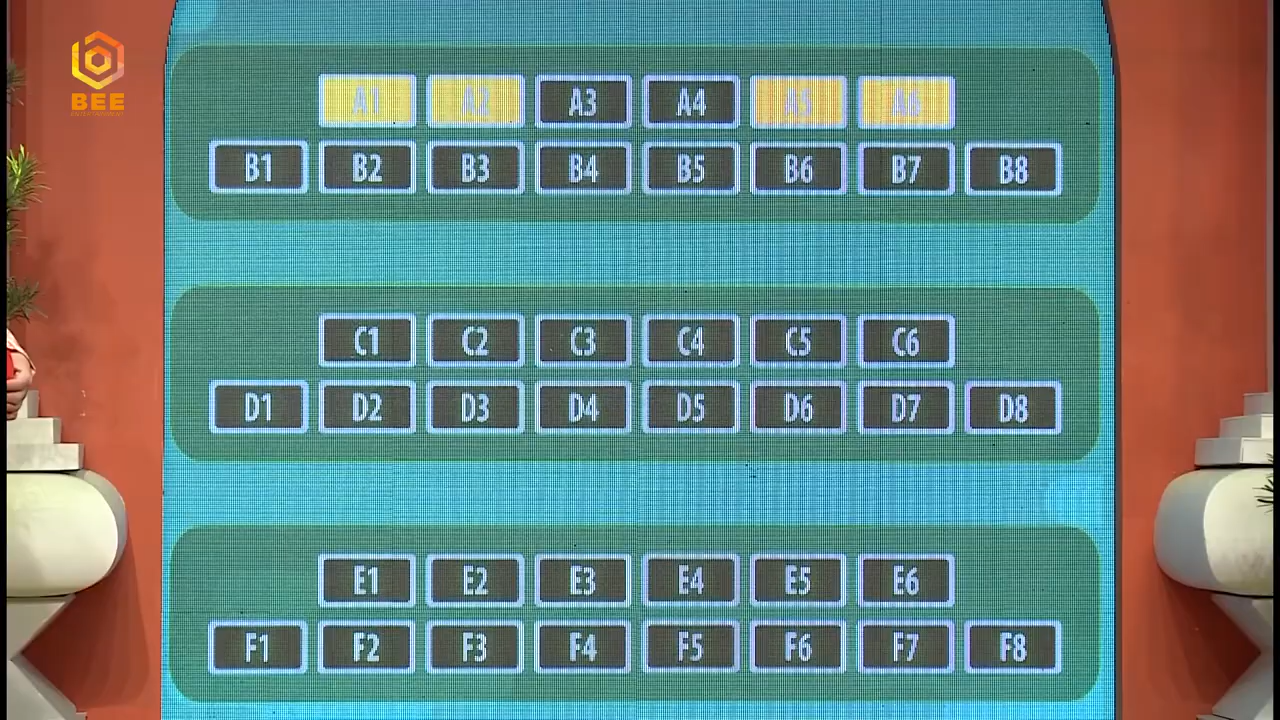 BEE
A1 A2 A3 A4 A5 A6
B1 B2 B3 B4 B5 B6 B7 B8
C1 C2 C3 C4 C5 C6
D1 D2 D3 D4 D5 D6 D7 D8
E1 E2 E3 E4 E5 E6
F1 F2 F3 F4 F5 F6 F7 F8